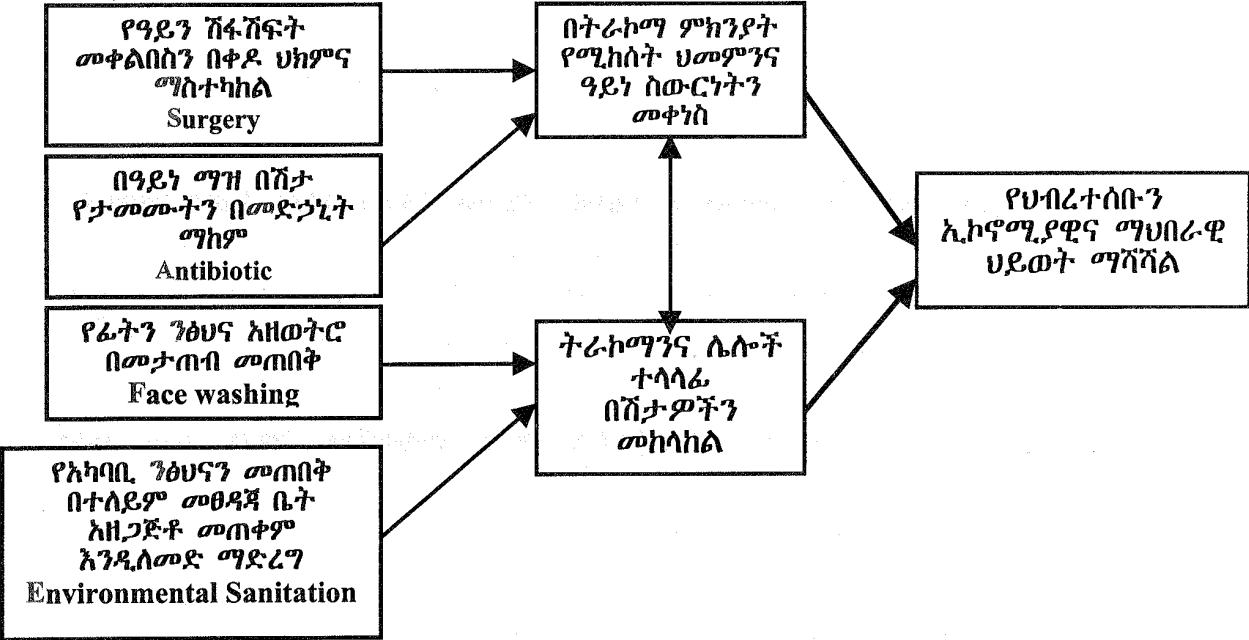 የዓይን ሽፋሽፍት
መቀልበስን በቀዶ ህክምና
ማስተካከል
Surgery
በዓይነ ማዝ በሽታ
የታመሙትን በመድኃኒት
ማከም
Antibiotic
የፊትን ንፅህና አዘወትሮ
በመታጠብ መጠበቅ
Face washing
የአካባቢ ንፅህናን መጠበቅ
በተለይም መፀዳጃ ቤት
አዘጋጅቶ መጠቀም
እንዲለመድ ማድረግ
Environmental Sanitation
በትራኮማ ምክንያት
የሚከሰት ህመምንና
ዓይነ ስውርነትን
መቀነስ
ትራኮማንና ሌሎች
ተላላፊ
በሽታዎችን
መከላከል
የህብረተሰቡን
ኢኮኖሚያዊና ማህበራዊ
ህይወት ማሻሻል